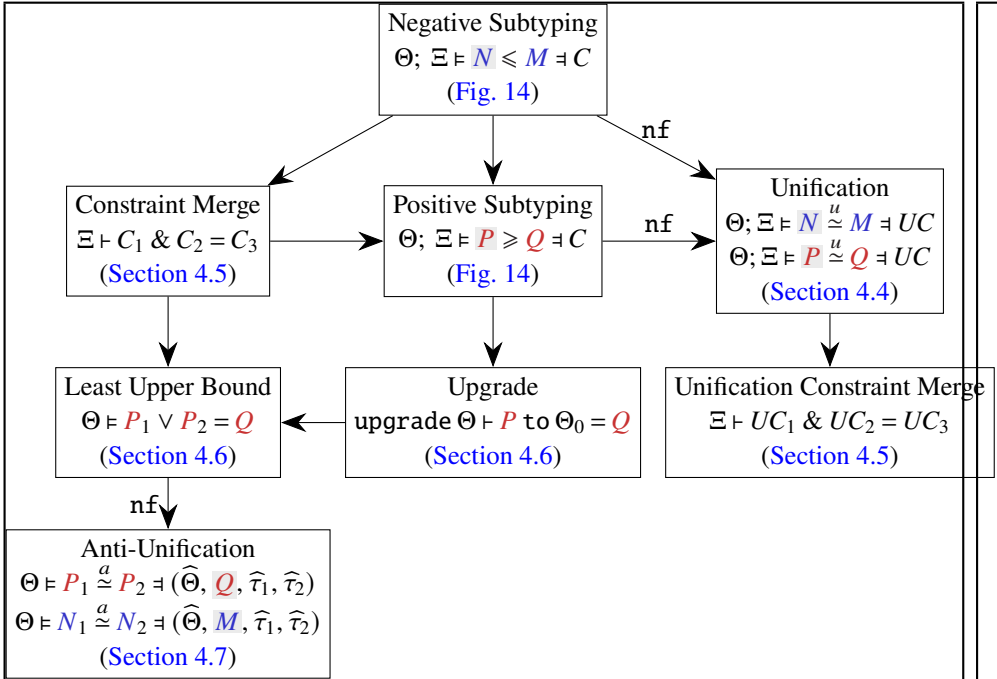 Negative Subtyping
Θ; Ξ ⊨ N ⩽ M ⫤ C
(Fig. 14)
nf
Constraint Merge
Ξ ⊢ C₁ & C₂ = C₃
(Section 4.5)
Positive Subtyping
Θ; Ξ ⊨ P ⩾ Q ⫤ C
(Fig. 14)
nf
Unification
Θ; Ξ ⊨ N ≃ᵘ M ⫤ UC
Θ; Ξ ⊨ P ≃ᵘ Q ⫤ UC
(Section 4.4)
Least Upper Bound
Θ ⊨ P₁ ∨ P₂ = Q
(Section 4.6)
Upgrade
upgrade Θ ⊢ P to Θ₀ = Q
(Section 4.6)
Unification Constraint Merge
Ξ ⊢ UC₁ & UC₂ = UC₃
(Section 4.5)
nf
Anti-Unification
Θ ⊨ P₁ ≃ᵃ P₂ ⫤ (Θ̂, Q, τ̂₁, τ̂₂)
Θ ⊨ N₁ ≃ᵃ N₂ ⫤ (Θ̂, M, τ̂₁, τ̂₂)
(Section 4.7)